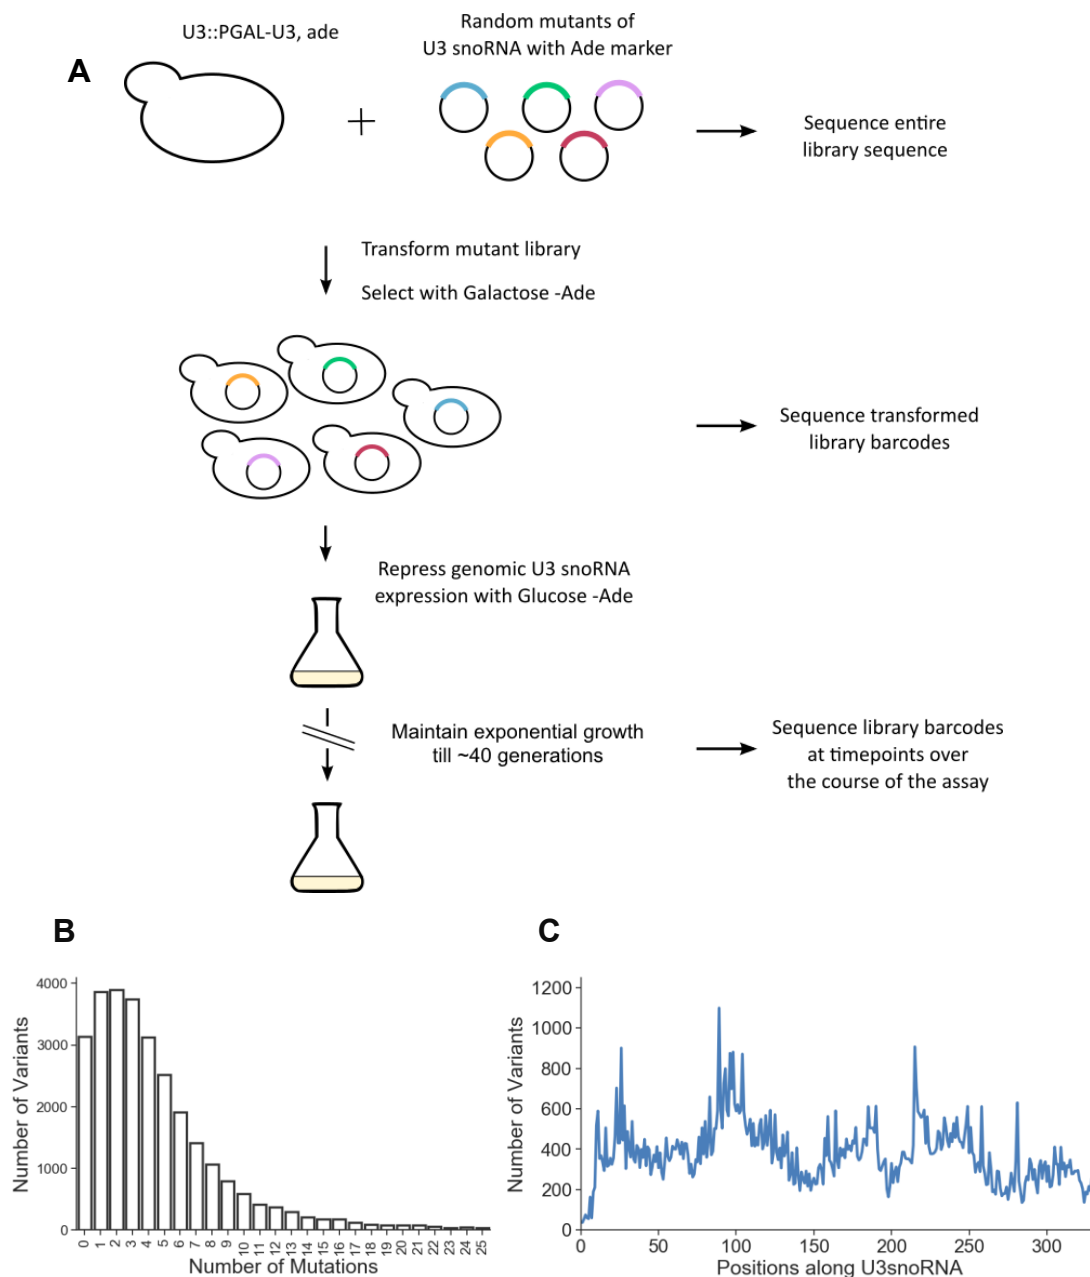 U3::PGAL-U3, ade
Random mutants of
U3 snoRNA with Ade marker
A
Sequence entire
library sequence
Transform mutant library
Select with Galactose -Ade
Sequence transformed
library barcodes
Repress genomic U3 snoRNA
expression with Glucose -Ade
Maintain exponential growth
till ~40 generations
Sequence library barcodes
at timepoints over
the course of the assay
B
Number of Variants
4000
3000
2000
1000
0
0 1 2 3 4 5 6 7 8 9 10 11 12 13 14 15 16 17 18 19 20 21 22 23 24 25
Number of Mutations
C
Number of Variants
1200
1000
800
600
400
200
0
0 50 100 150 200 250 300
Positions along U3snoRNA